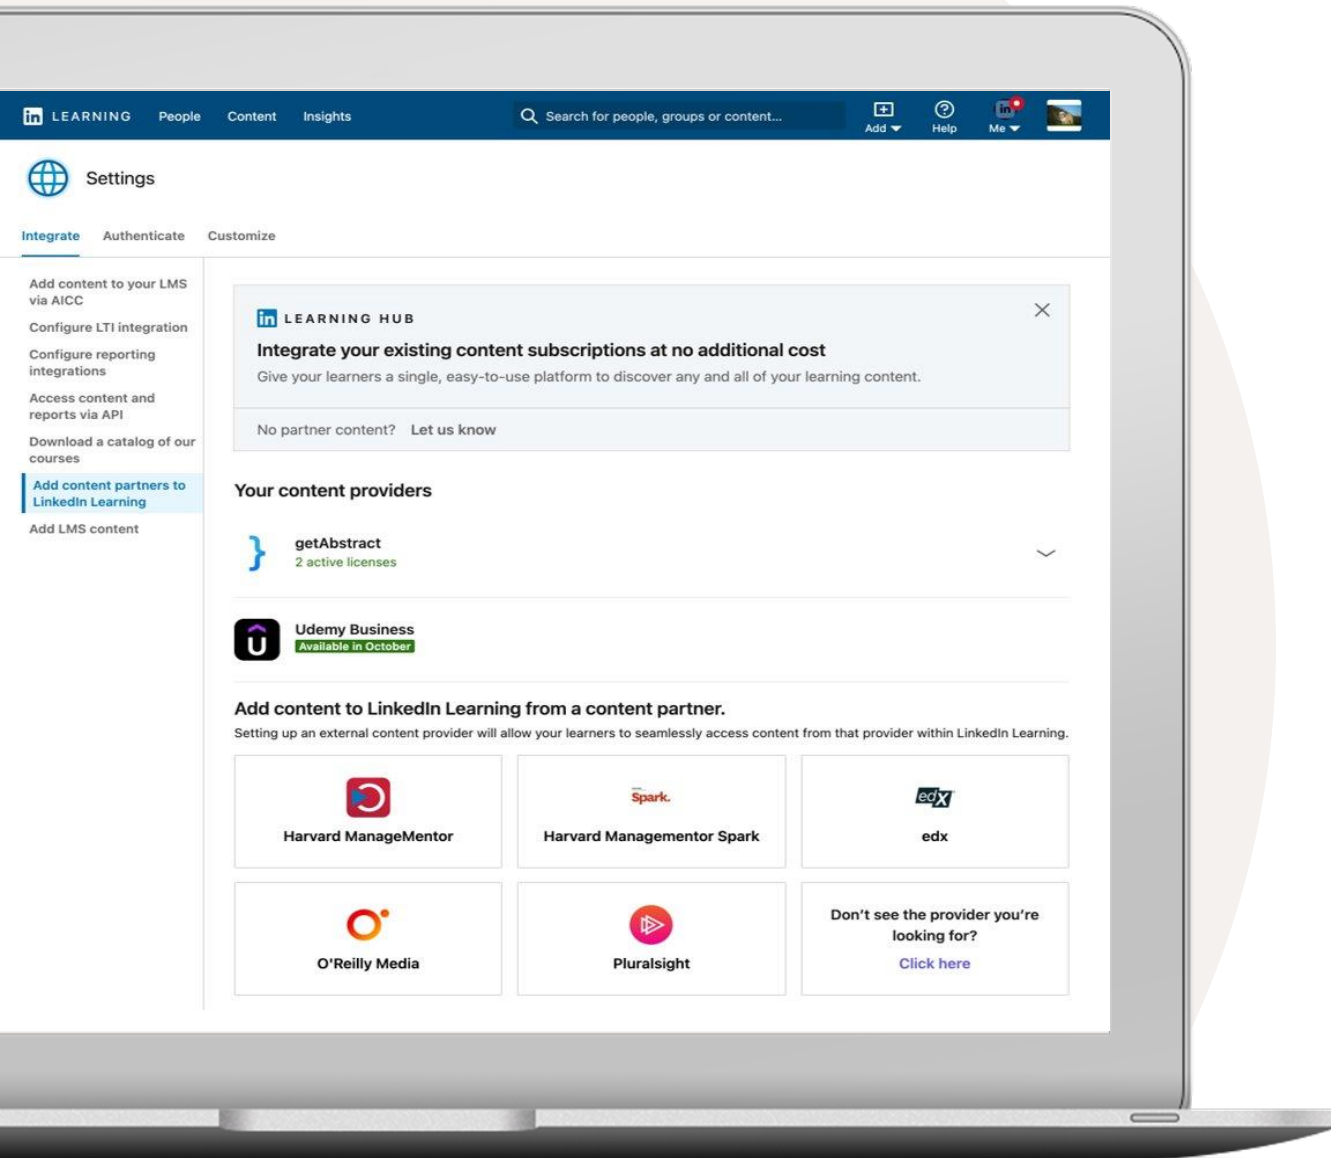 in LEARNING People Content Insights Search for people, groups or content... Add Help in Me
Settings
Integrate Authenticate Customize
Add content to your LMS
via AICC
Configure LTI integration
Configure reporting
integrations
Access content and
reports via API
Download a catalog of our
courses
Add content partners to
LinkedIn Learning
Add LMS content
in LEARNING HUB
Integrate your existing content subscriptions at no additional cost
Give your learners a single, easy-to-use platform to discover any and all of your learning content.
No partner content? Let us know
Your content providers
getAbstract
2 active licenses
Udemy Business
Available in October
Add content to LinkedIn Learning from a content partner.
Setting up an external content provider will allow your learners to seamlessly access content from that provider within LinkedIn Learning.
Harvard ManageMentor
Spark.
Harvard Managementor Spark
edX
edx
O'Reilly Media
Pluralsight
Don't see the provider you're
looking for?
Click here